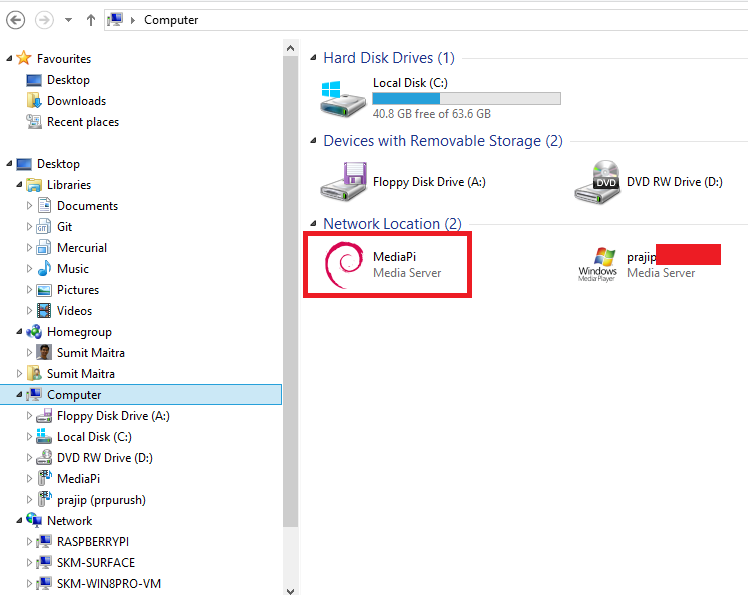 Computer
Favourites
Desktop
Downloads
Recent places
Desktop
Libraries
Documents
Git
Mercurial
Music
Pictures
Videos
Homegroup
Sumit Maitra
Sumit Maitra
Computer
Floppy Disk Drive (A:)
Local Disk (C:)
DVD RW Drive (D:)
MediaPi
prajip (prpurush)
Network
RASPBERRYPI
SKM-SURFACE
SKM-WIN8PRO-VM
Hard Disk Drives (1)
Local Disk (C:)
40.8 GB free of 63.6 GB
Devices with Removable Storage (2)
Floppy Disk Drive (A:)
DVD
DVD RW Drive (D:)
Network Location (2)
MediaPi
Media Server
Windows
Media Player
prajip
Media Server